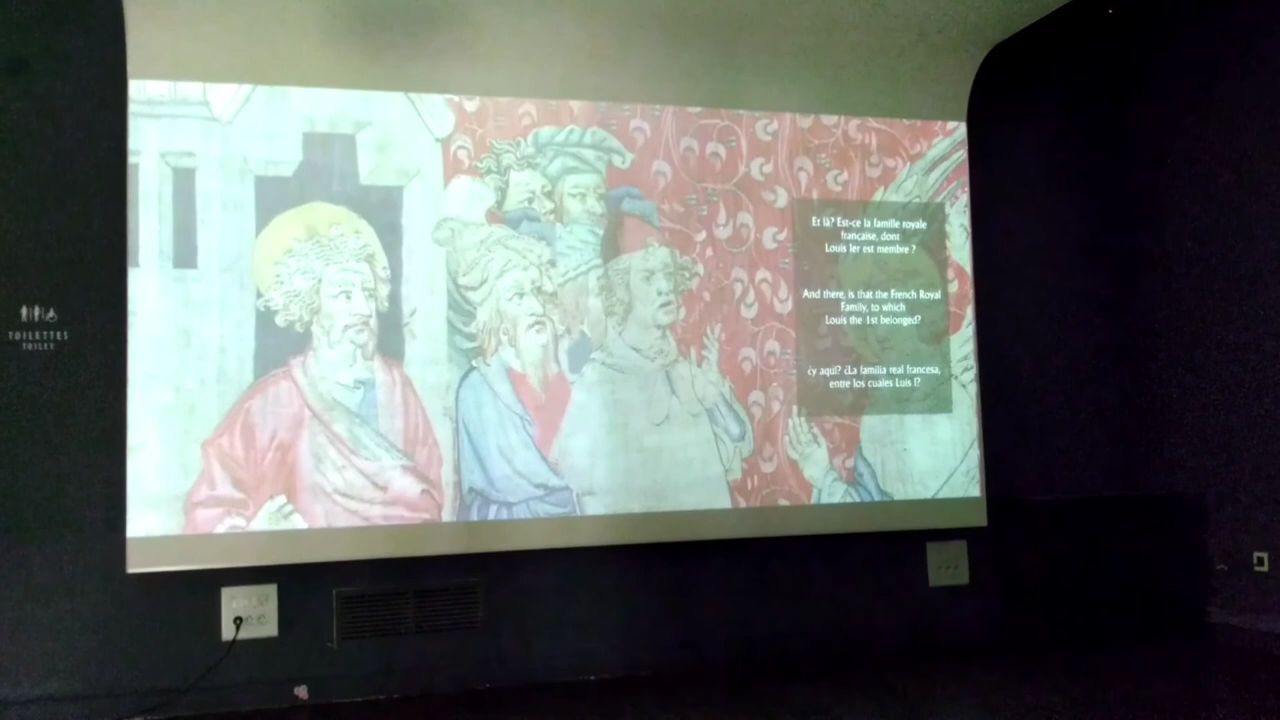 TOILETTES
TOILET
Et là? Est-ce la famille royale
française, dont
Louis Ier est membre ?
And there, is that the French Royal
Family, to which
Louis the 1st belonged?
¿y aquí? ¿La familia real francesa,
entre los cuales Luis I?